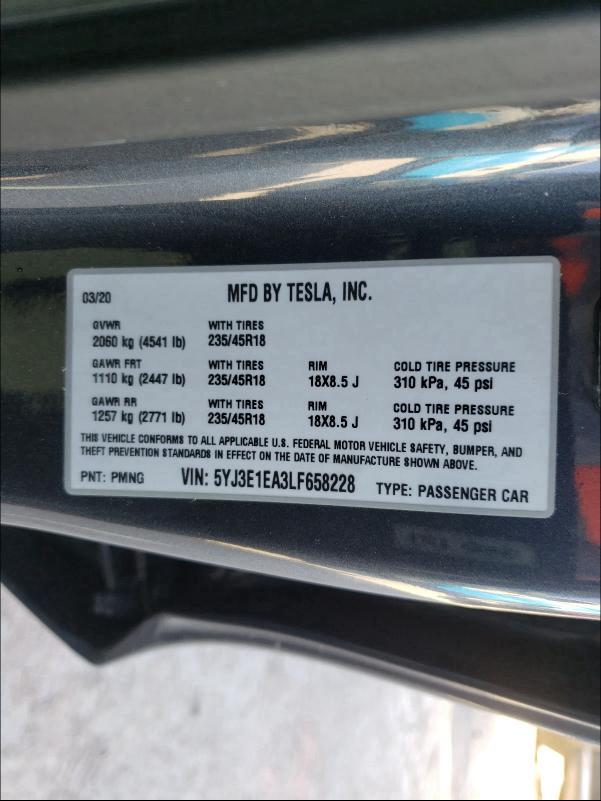 03/20 MFD BY TESLA, INC.
GVWR WITH TIRES
2060 kg (4541 lb) 235/45R18
GAWR FRT WITH TIRES RIM COLD TIRE PRESSURE
1110 kg (2447 lb) 235/45R18 18X8.5 J 310 kPa, 45 psi
GAWR RR WITH TIRES RIM COLD TIRE PRESSURE
1257 kg (2771 lb) 235/45R18 18X8.5 J 310 kPa, 45 psi
THIS VEHICLE CONFORMS TO ALL APPLICABLE U.S. FEDERAL MOTOR VEHICLE SAFETY, BUMPER, AND
THEFT PREVENTION STANDARDS IN EFFECT ON THE DATE OF MANUFACTURE SHOWN ABOVE.
PNT: PMNG VIN: 5YJ3E1EA3LF658228 TYPE: PASSENGER CAR